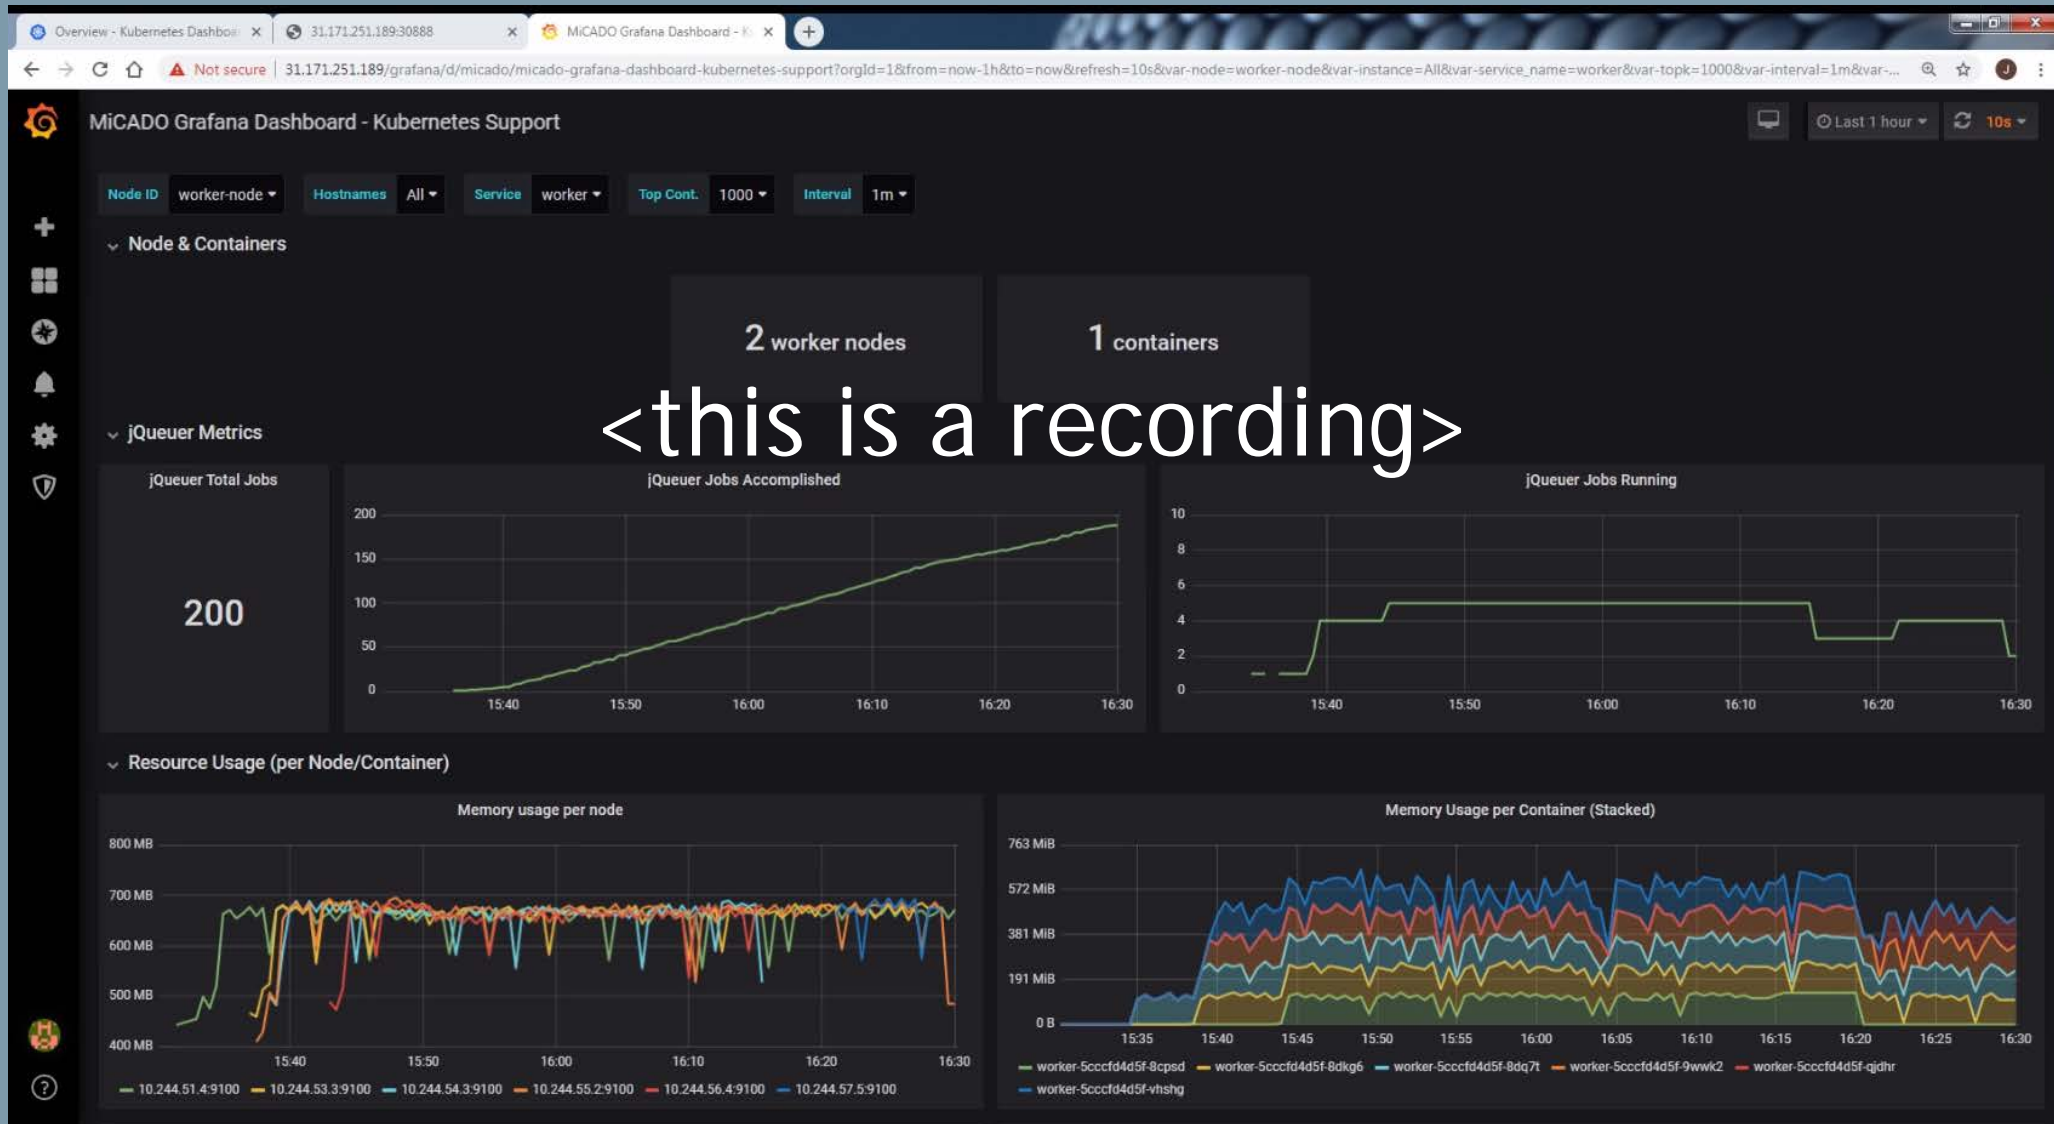 Overview - Kubernetes Dashboa
31.171.251.189:30888
MiCADO Grafana Dashboard - K
Not secure
31.171.251.189/grafana/d/micado/micado-grafana-dashboard-kubernetes-support?orgId=1&from=now-1h&to=now&refresh=10s&var-node=worker-node&var-instance=All&var-service_name=worker&var-topk=1000&var-interval=1m&var-...
J
MiCADO Grafana Dashboard - Kubernetes Support
Last 1 hour
10s
Node ID worker-node Hostnames All Service worker Top Cont. 1000 Interval 1m
Node & Containers
2 worker nodes
1 containers
<this is a recording>
jQueuer Metrics
jQueuer Total Jobs
200
jQueuer Jobs Accomplished
200
150
100
50
0
15:40 15:50 16:00 16:10 16:20 16:30
jQueuer Jobs Running
10
8
6
4
2
0
15:40 15:50 16:00 16:10 16:20 16:30
Resource Usage (per Node/Container)
Memory usage per node
800 MB
700 MB
600 MB
500 MB
400 MB
15:40 15:50 16:00 16:10 16:20 16:30
10.244.51.4:9100 10.244.53.3:9100 10.244.54.3:9100 10.244.55.2:9100 10.244.56.4:9100 10.244.57.5:9100
Memory Usage per Container (Stacked)
763 MiB
572 MiB
381 MiB
191 MiB
0 B
15:35 15:40 15:45 15:50 15:55 16:00 16:05 16:10 16:15 16:20 16:25 16:30
worker-5cccfd4d5f-8cpsd worker-5cccfd4d5f-8dkg6 worker-5cccfd4d5f-8dq7t worker-5cccfd4d5f-9wwk2 worker-5cccfd4d5f-qjdhr
worker-5cccfd4d5f-vhshg